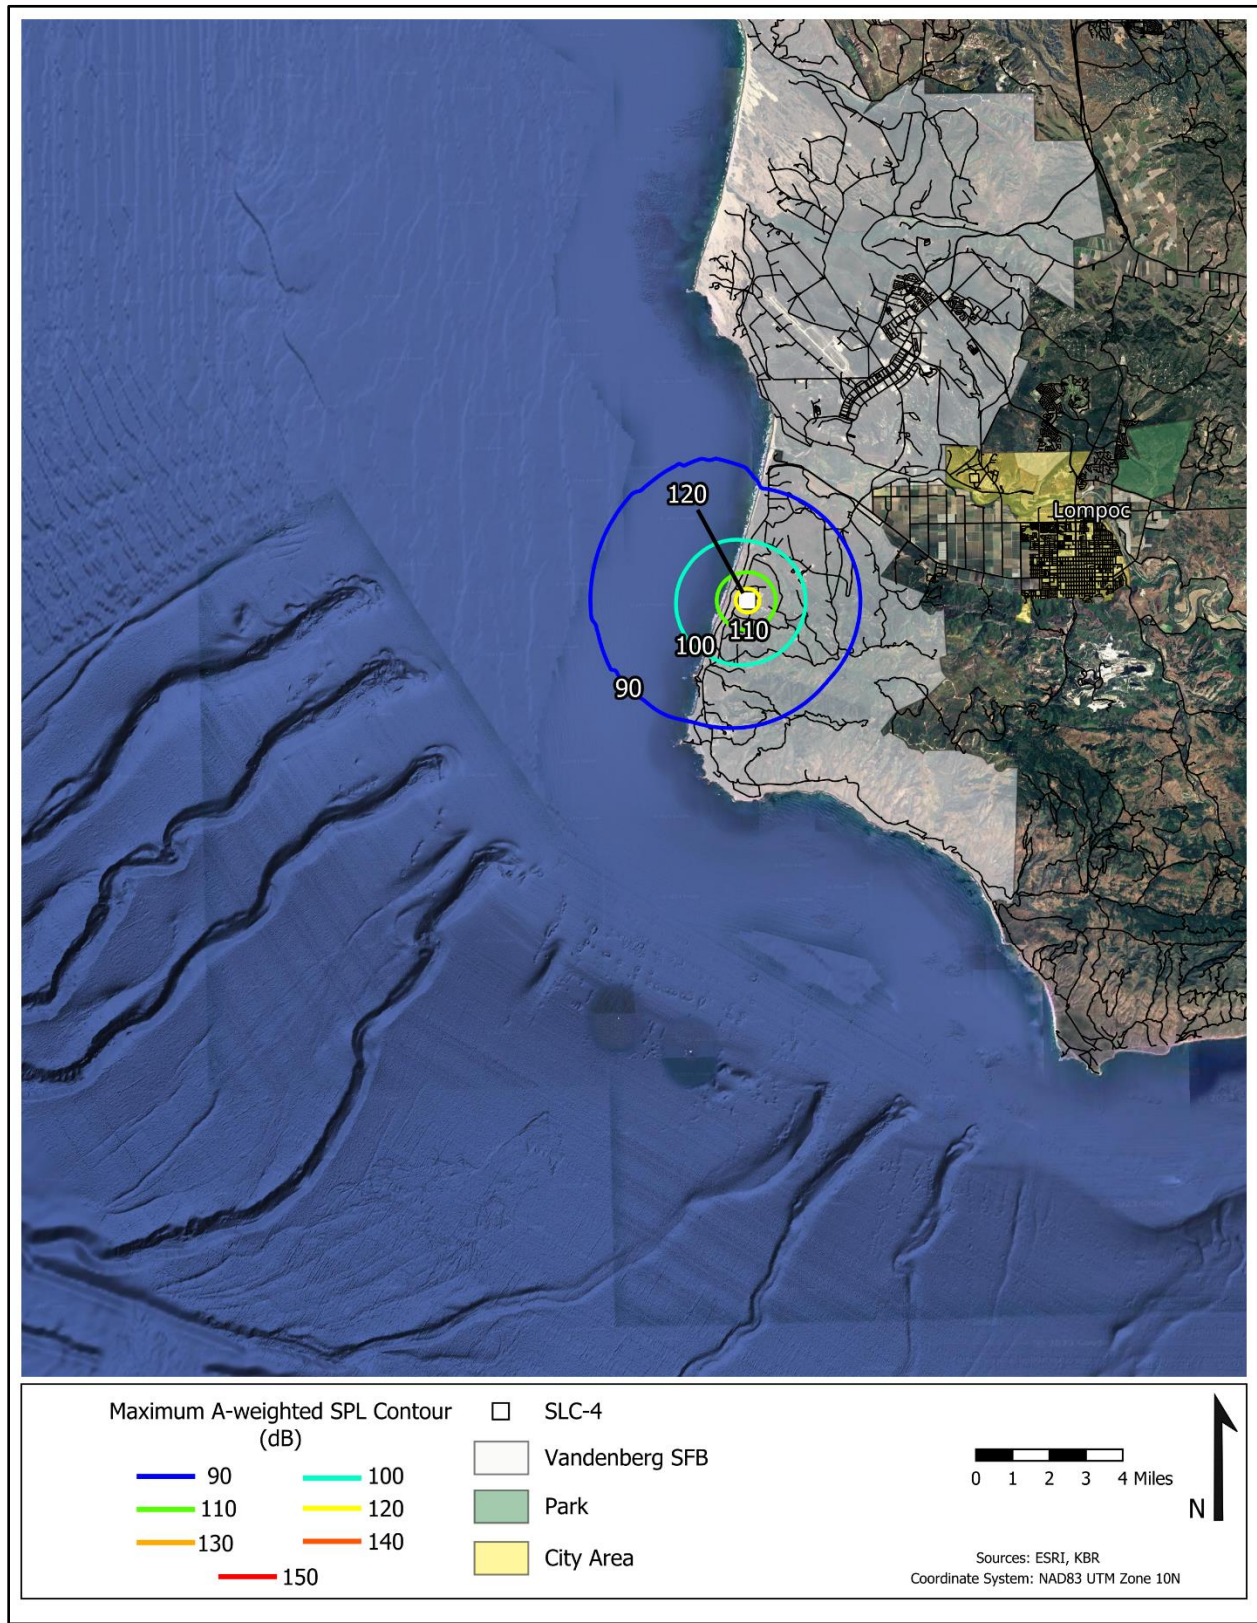 Lompoc
120
110
100
90
Maximum A-weighted SPL Contour
(dB)
90
100
110
120
130
140
150
SLC-4
Vandenberg SFB
Park
City Area
0 1 2 3 4 Miles
N
Sources: ESRI, KBR
Coordinate System: NAD83 UTM Zone 10N